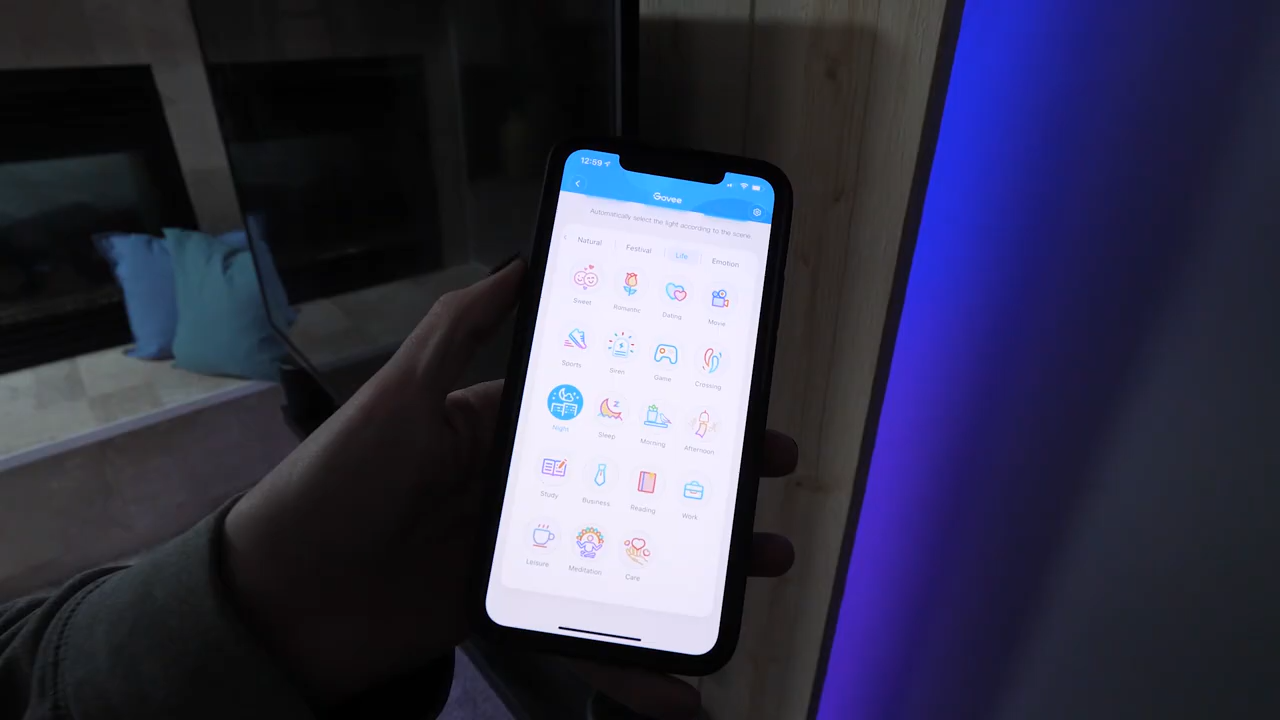 12:59
Govee
Automatically select the light according to the scene.
Natural Festival Life Emotion
Sweet Romantic Dating Movie
Sports Siren Game Crossing
Night Sleep Morning Afternoon
Study Business Reading Work
Leisure Meditation Care